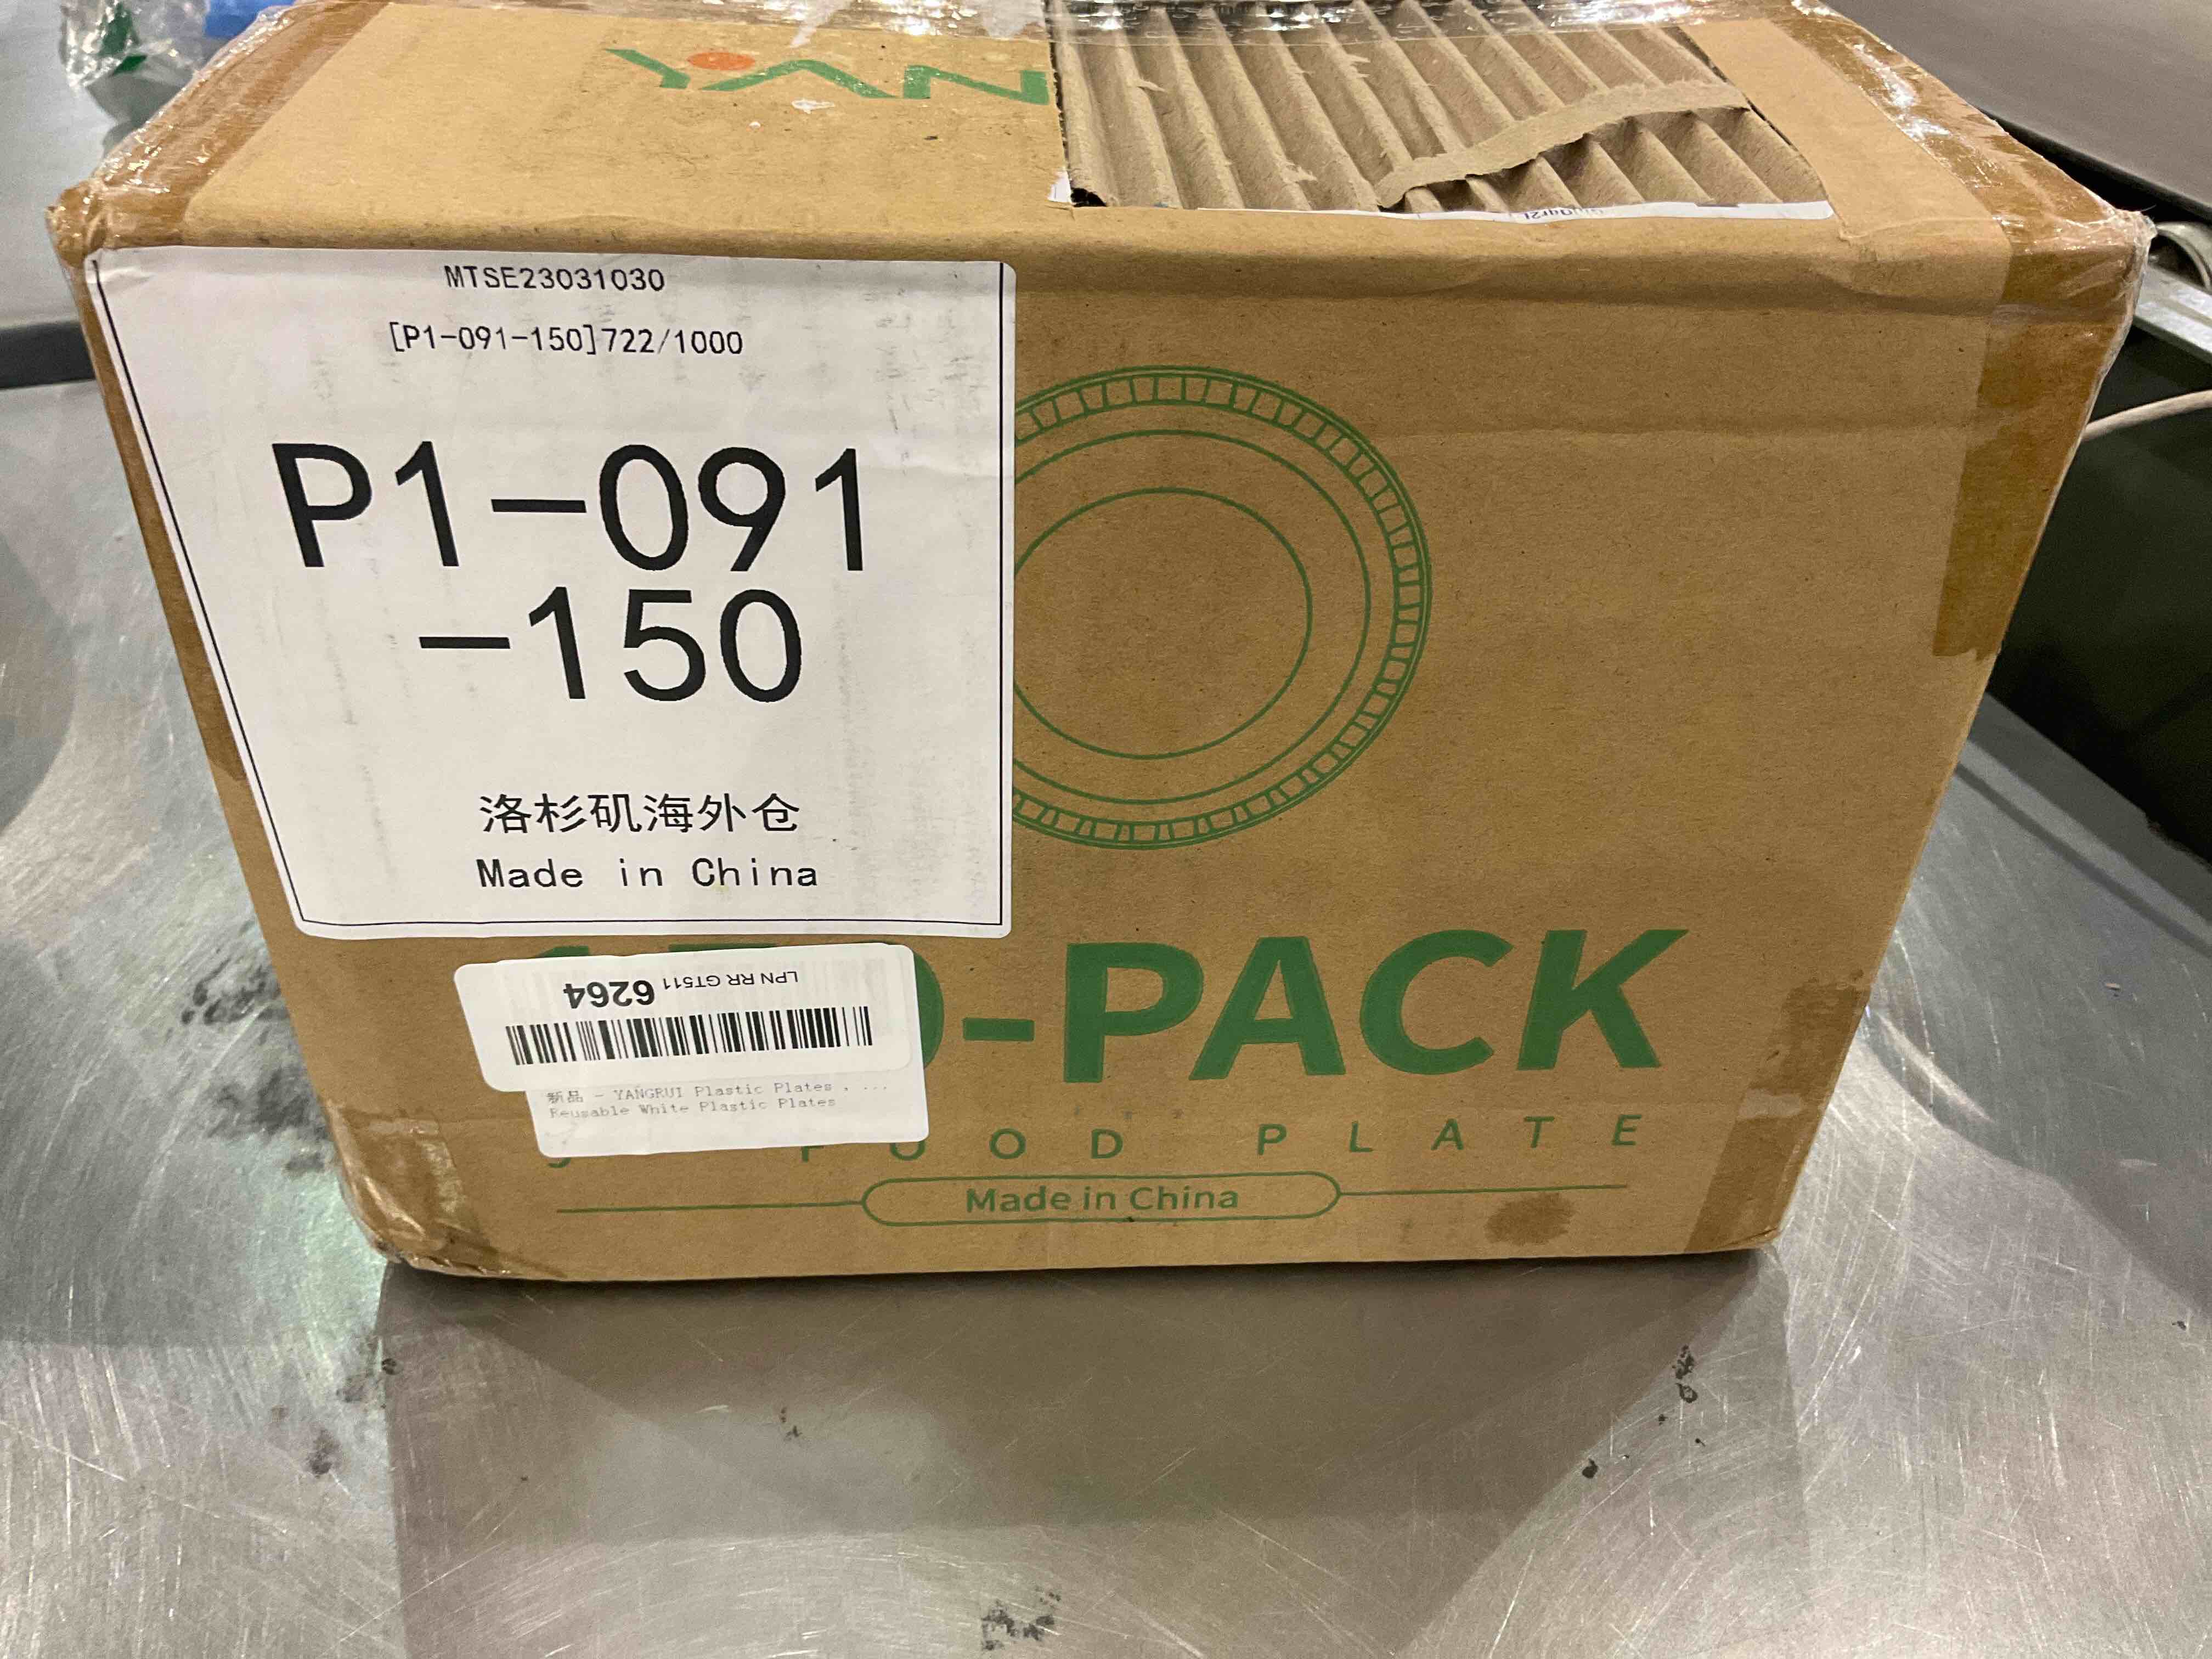 MTSE23031030
[P1-091-150]722/1000
P1-091
-150
洛杉矶海外仓
Made in China
-PACK
LPN RR GT511 6264
新品 - YANGRUI Plastic Plates , ...
Reusable White Plastic Plates
FOOD PLATE
Made in China